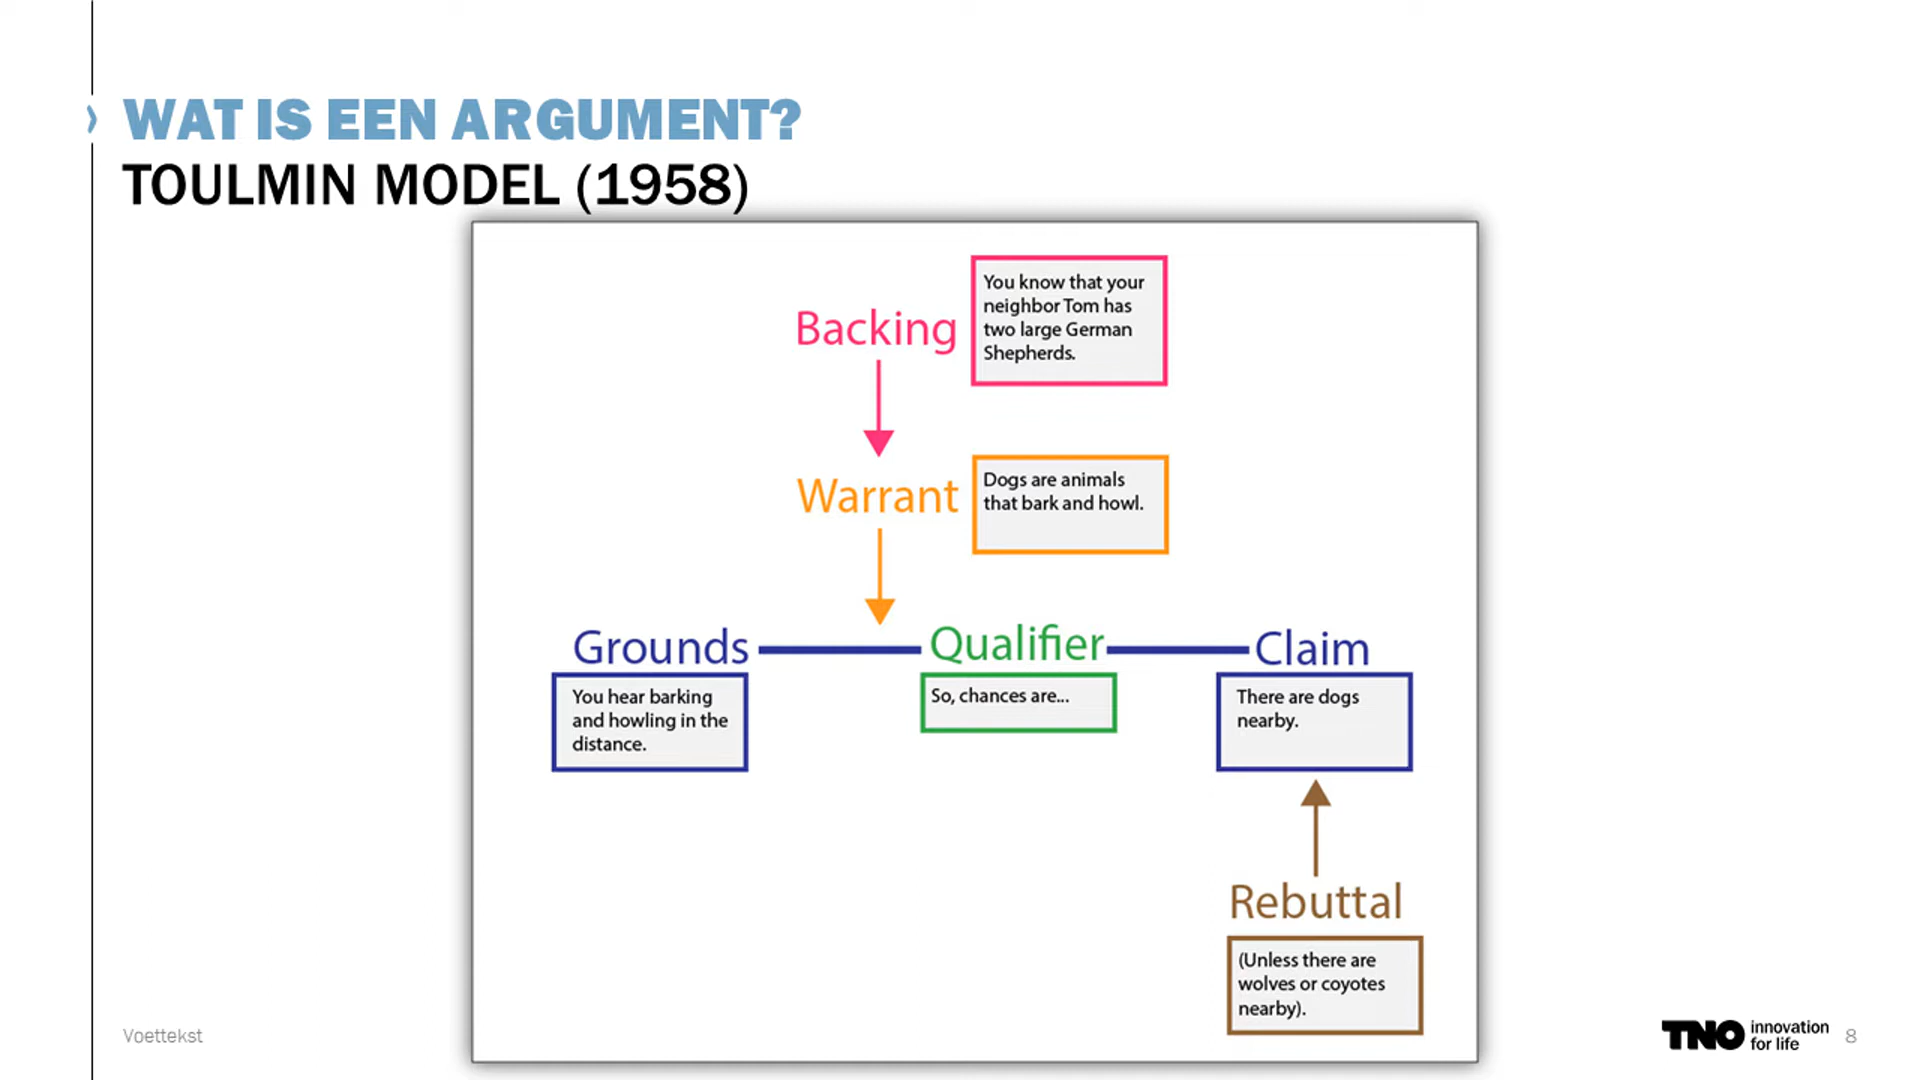 WAT IS EEN ARGUMENT?
TOULMIN MODEL (1958)
Backing
You know that your
neighbor Tom has
two large German
Shepherds.
Warrant
Dogs are animals
that bark and howl.
Grounds
You hear barking
and howling in the
distance.
Qualifier
So, chances are...
Claim
There are dogs
nearby.
Rebuttal
(Unless there are
wolves or coyotes
nearby).
Voettekst
TNO innovation
for life
8